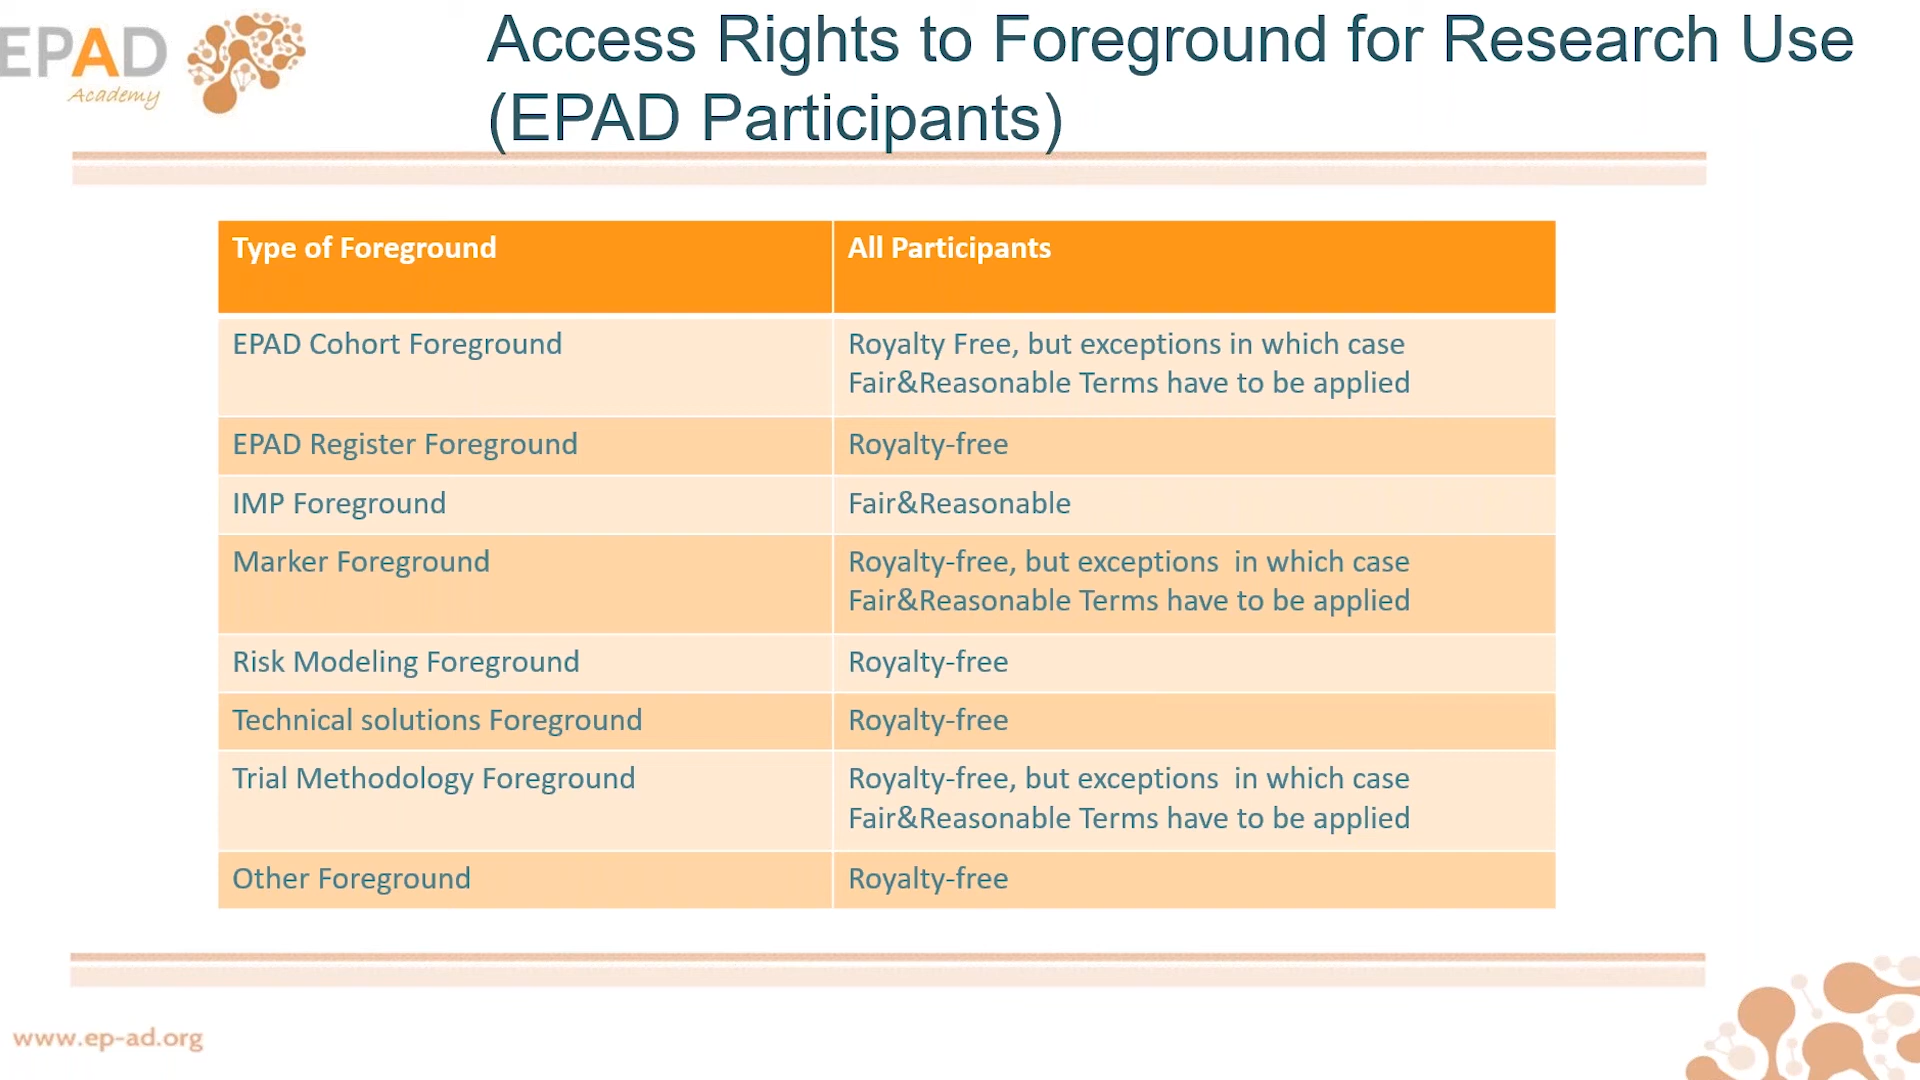 EPAD
Academy
Access Rights to Foreground for Research Use
(EPAD Participants)
Type of Foreground
All Participants
EPAD Cohort Foreground
Royalty Free, but exceptions in which case
Fair&Reasonable Terms have to be applied
EPAD Register Foreground
Royalty-free
IMP Foreground
Fair&Reasonable
Marker Foreground
Royalty-free, but exceptions  in which case
Fair&Reasonable Terms have to be applied
Risk Modeling Foreground
Royalty-free
Technical solutions Foreground
Royalty-free
Trial Methodology Foreground
Royalty-free, but exceptions  in which case
Fair&Reasonable Terms have to be applied
Other Foreground
Royalty-free
www.ep-ad.org